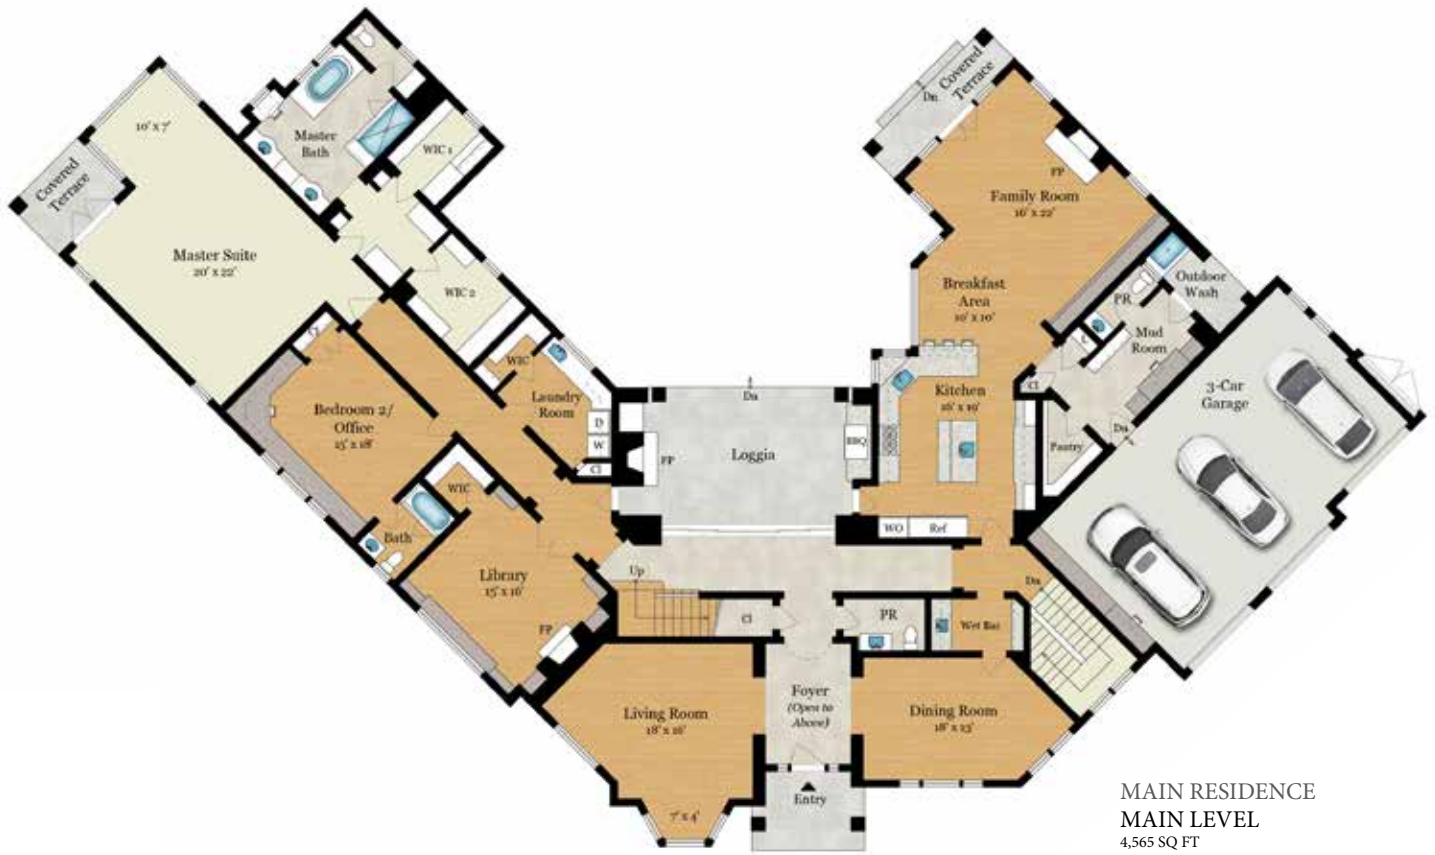 Covered
Terrace
10' x 7'
Master Suite
20' x 22'
Master
Bath
WIC 1
WIC 2
Cl
Bedroom 2/
Office
15' x 18'
WIC
Laundry
Room
D
W
Cl
WIC
Bath
Library
15' x 16'
FP
Up
Cl
Living Room
18' x 16'
7' x 4'
Foyer
(Open to
Above)
Entry
Dn
Loggia
FP
BBQ
Covered
Terrace
Dn
FP
Family Room
16' x 22'
Breakfast
Area
10' x 10'
Kitchen
16' x 19'
WO
Ref
Cl
L
PR
Outdoor
Wash
Mud
Room
Pantry
Dn
3-Car
Garage
Dn
PR
Wet Bar
Dining Room
18' x 13'
MAIN RESIDENCE
MAIN LEVEL
4,565 SQ FT